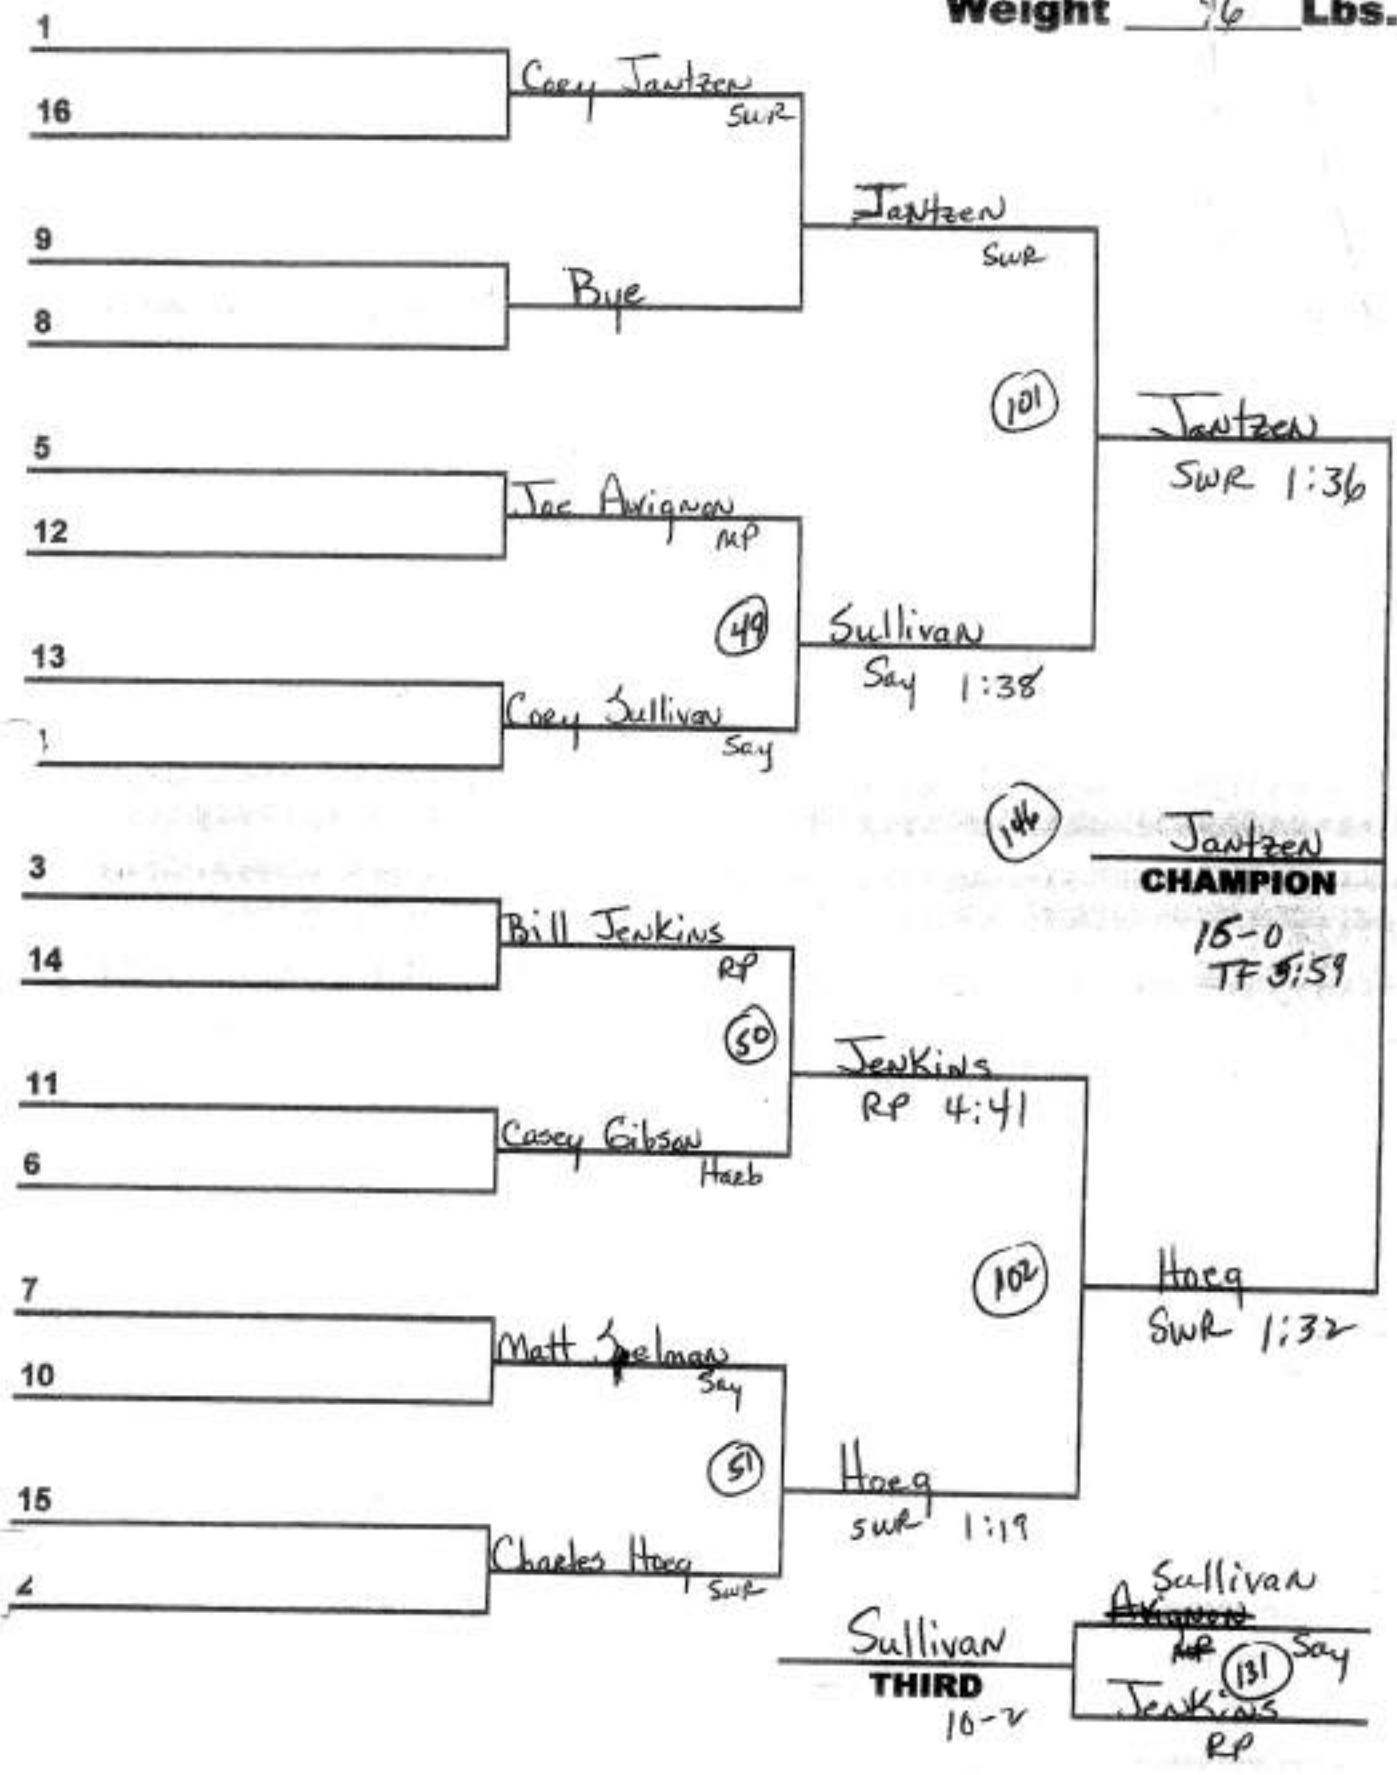 Weight 96 Lbs.
1
Cory Jantzen
SWR
16
Jantzen
SWR
9
Bye
8
101
Jantzen
SWR 1:36
5
Joe Avignon
MP
12
49
Sullivan
Say 1:38
13
Cory Sullivan
Say
146
Jantzen
CHAMPION
15-0
TF 5:59
3
Bill Jenkins
RP
14
50
Jenkins
RP 4:41
11
Casey Gibson
Harb
6
102
Hoeg
SWR 1:32
7
Matt Spelman
Say
10
51
Hoeg
SWR 1:19
15
Charles Hoeg
SWR
Sullivan
Avignon
MP
Say
131
Sullivan
THIRD
10-2
Jenkins
RP